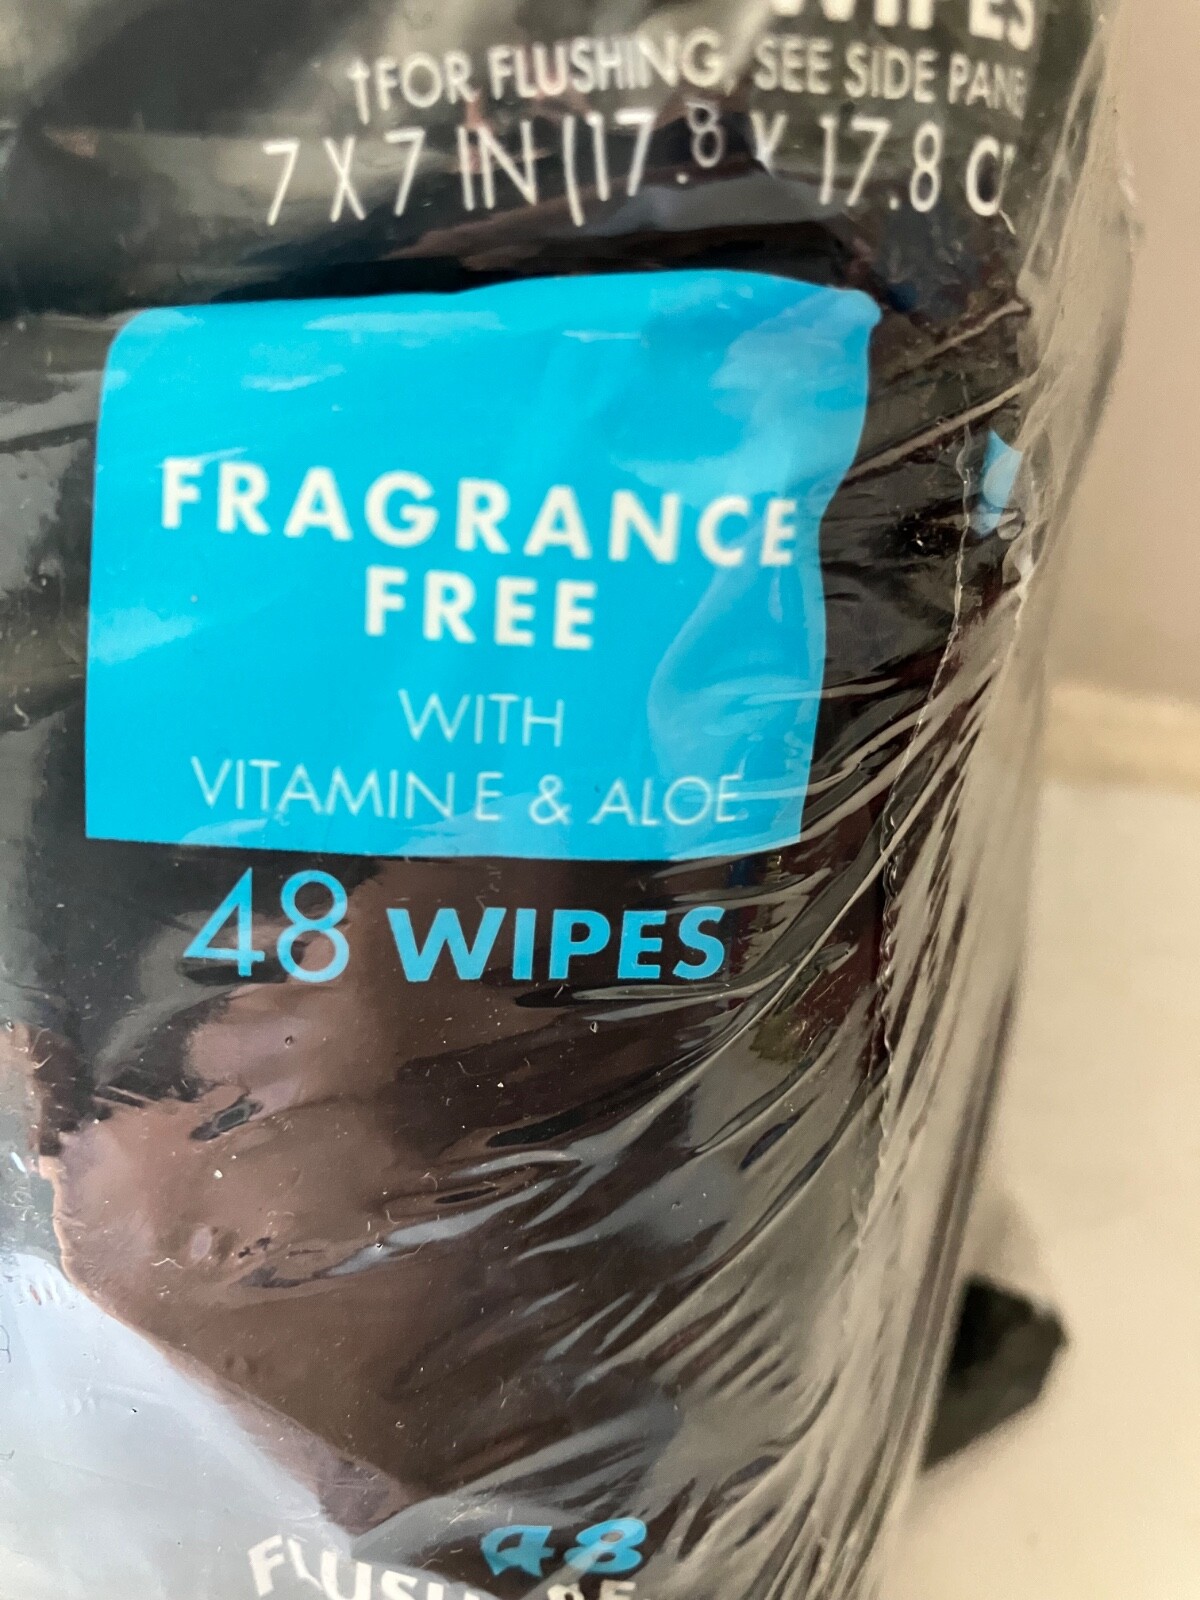 WIPES
†FOR FLUSHING, SEE SIDE PANE
7 X 7 IN (17.8 X 17.8 C
FRAGRANCE
FREE
WITH
VITAMIN E & ALOE
48 WIPES
48